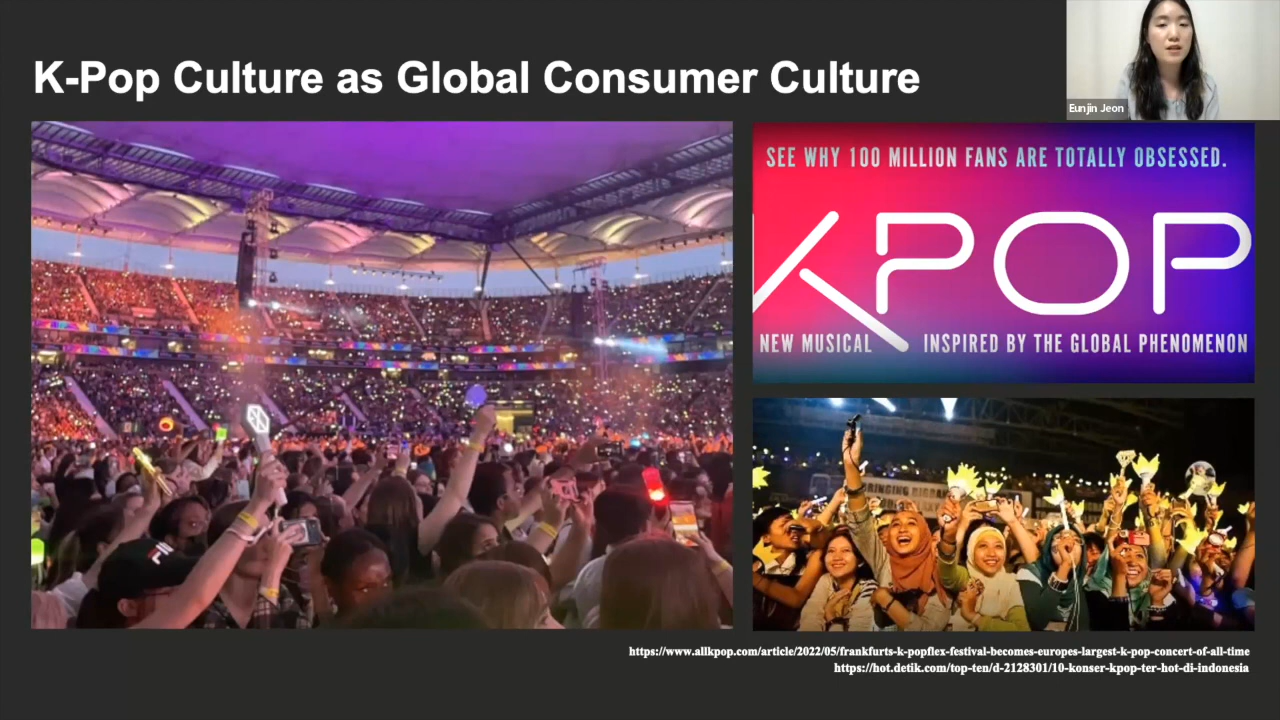 K-Pop Culture as Global Consumer Culture
Eunjin Jeon
SEE WHY 100 MILLION FANS ARE TOTALLY OBSESSED.
KPOP
NEW MUSICAL INSPIRED BY THE GLOBAL PHENOMENON
https://www.allkpop.com/article/2022/05/frankfurts-k-popflex-festival-becomes-europes-largest-k-pop-concert-of-all-time
https://hot.detik.com/top-ten/d-2128301/10-konser-kpop-ter-hot-di-indonesia